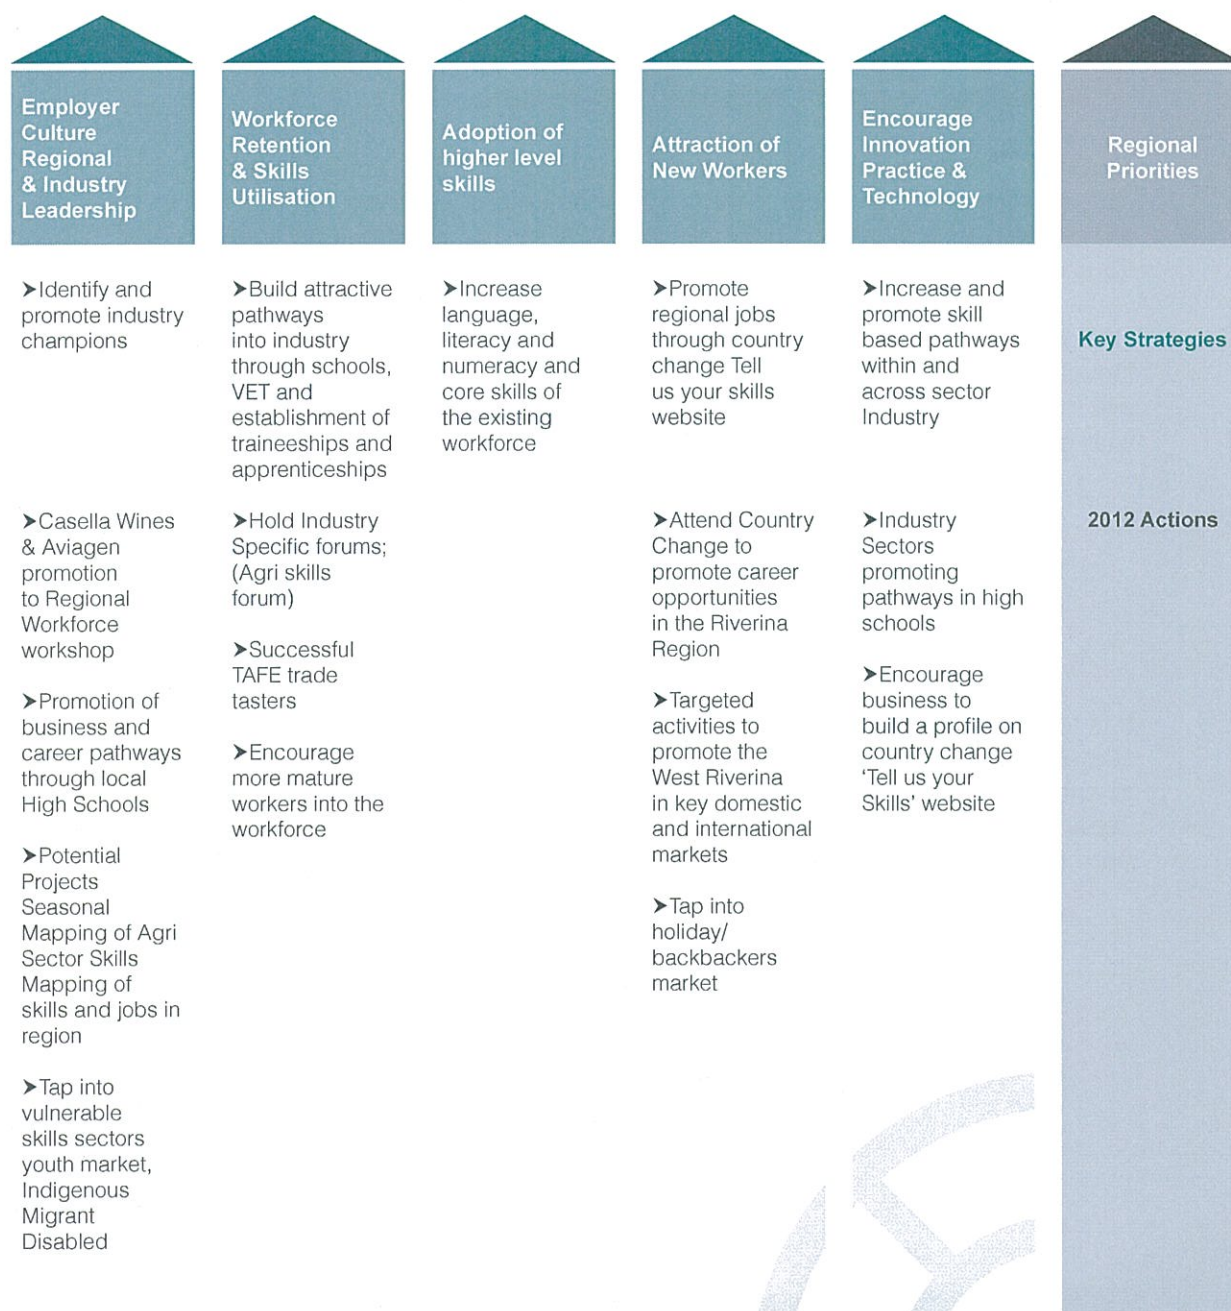 Employer
Culture
Regional
& Industry
Leadership
Workforce
Retention
& Skills
Utilisation
Adoption of
higher level
skills
Attraction of
New Workers
Encourage
Innovation
Practice &
Technology
Regional
Priorities
➤Identify and
promote industry
champions
➤Build attractive
pathways
into industry
through schools,
VET and
establishment of
traineeships and
apprenticeships
➤Increase
language,
literacy and
numeracy and
core skills of
the existing
workforce
➤Promote
regional jobs
through country
change Tell
us your skills
website
➤Increase and
promote skill
based pathways
within and
across sector
Industry
Key Strategies
➤Casella Wines
& Aviagen
promotion
to Regional
Workforce
workshop
➤Promotion of
business and
career pathways
through local
High Schools
➤Potential
Projects
Seasonal
Mapping of Agri
Sector Skills
Mapping of
skills and jobs in
region
➤Tap into
vulnerable
skills sectors
youth market,
Indigenous
Migrant
Disabled
➤Hold Industry
Specific forums;
(Agri skills
forum)
➤Successful
TAFE trade
tasters
➤Encourage
more mature
workers into the
workforce
➤Attend Country
Change to
promote career
opportunities
in the Riverina
Region
➤Targeted
activities to
promote the
West Riverina
in key domestic
and international
markets
➤Tap into
holiday/
backbackers
market
➤Industry
Sectors
promoting
pathways in high
schools
➤Encourage
business to
build a profile on
country change
‘Tell us your
Skills’ website
2012 Actions